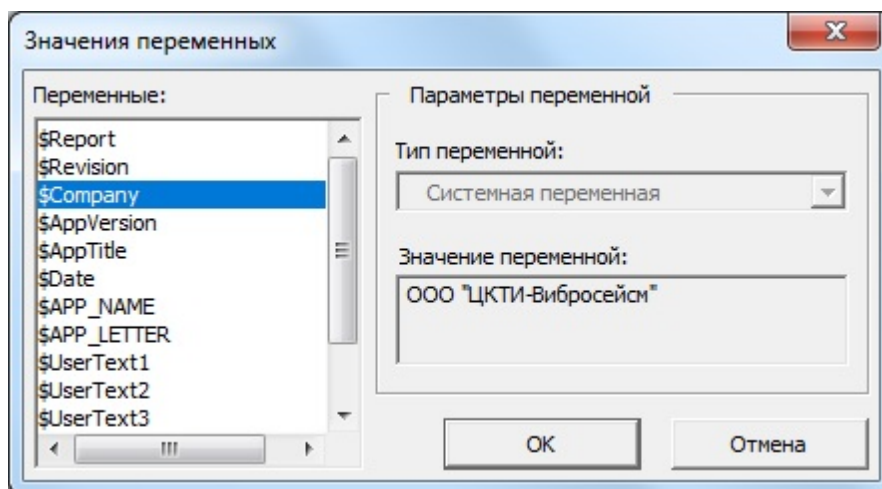 Значения переменных
Переменные:
$Report
$Revision
$Company
$AppVersion
$AppTitle
$Date
$APP_NAME
$APP_LETTER
$UserText1
$UserText2
$UserText3
Параметры переменной
Тип переменной:
Системная переменная
Значение переменной:
ООО "ЦКТИ-Вибросейсм"
OK
Отмена